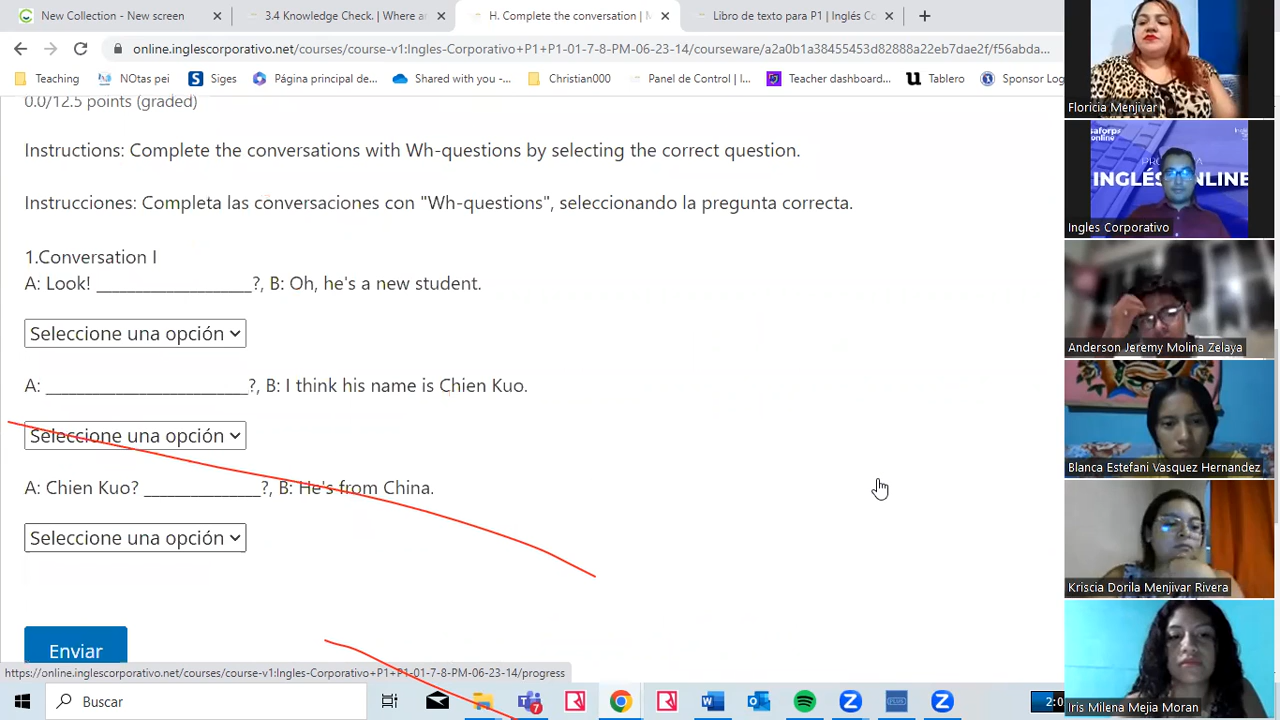 New Collection - New screen
3.4 Knowledge Check. | Where ar
H. Complete the conversation | M
Libro de texto para P1 | Inglés Co
online.inglescorporativo.net/courses/course-v1:Ingles-Corporativo+P1+P1-01-7-8-PM-06-23-14/courseware/a2a0b1a38455453d82888a22eb7dae2f/f56abda...
Teaching
NOtas pei
Siges
Página principal de...
Shared with you -...
Christian000
Panel de Control | I...
Teacher dashboard...
Tablero
Sponsor Log
0.0/12.5 points (graded)
Instructions: Complete the conversations with Wh-questions by selecting the correct question.
Instrucciones: Completa las conversaciones con "Wh-questions", seleccionando la pregunta correcta.
1.Conversation I
A: Look! ____________________?, B: Oh, he's a new student.
Seleccione una opción
A: __________________________?, B: I think his name is Chien Kuo.
Seleccione una opción
A: Chien Kuo? _______________?, B: He's from China.
Seleccione una opción
Enviar
https://online.inglescorporativo.net/courses/course-v1:Ingles-Corporativo+P1+P1-01-7-8-PM-06-23-14/progress
Buscar
7
2:0
Floricia Menjivar
INGLÉS ONLINE
Ingles Corporativo
Anderson Jeremy Molina Zelaya
Blanca Estefani Vasquez Hernandez
Kriscia Dorila Menjivar Rivera
Iris Milena Mejia Moran